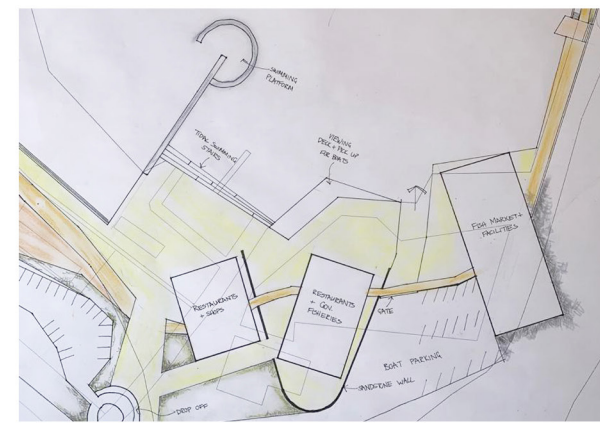 SWIMMING
PLATFORM
TIDAL SWIMMING
STAIRS
VIEWING
DECK + PICK UP
FOR BOATS
FISH MARKET +
FACILITIES
RESTAURANTS
+ SHOPS
RESTAURANTS
+ GOV.
FISHERIES
GATE
BOAT PARKING
SANDSTONE WALL
DROP OFF